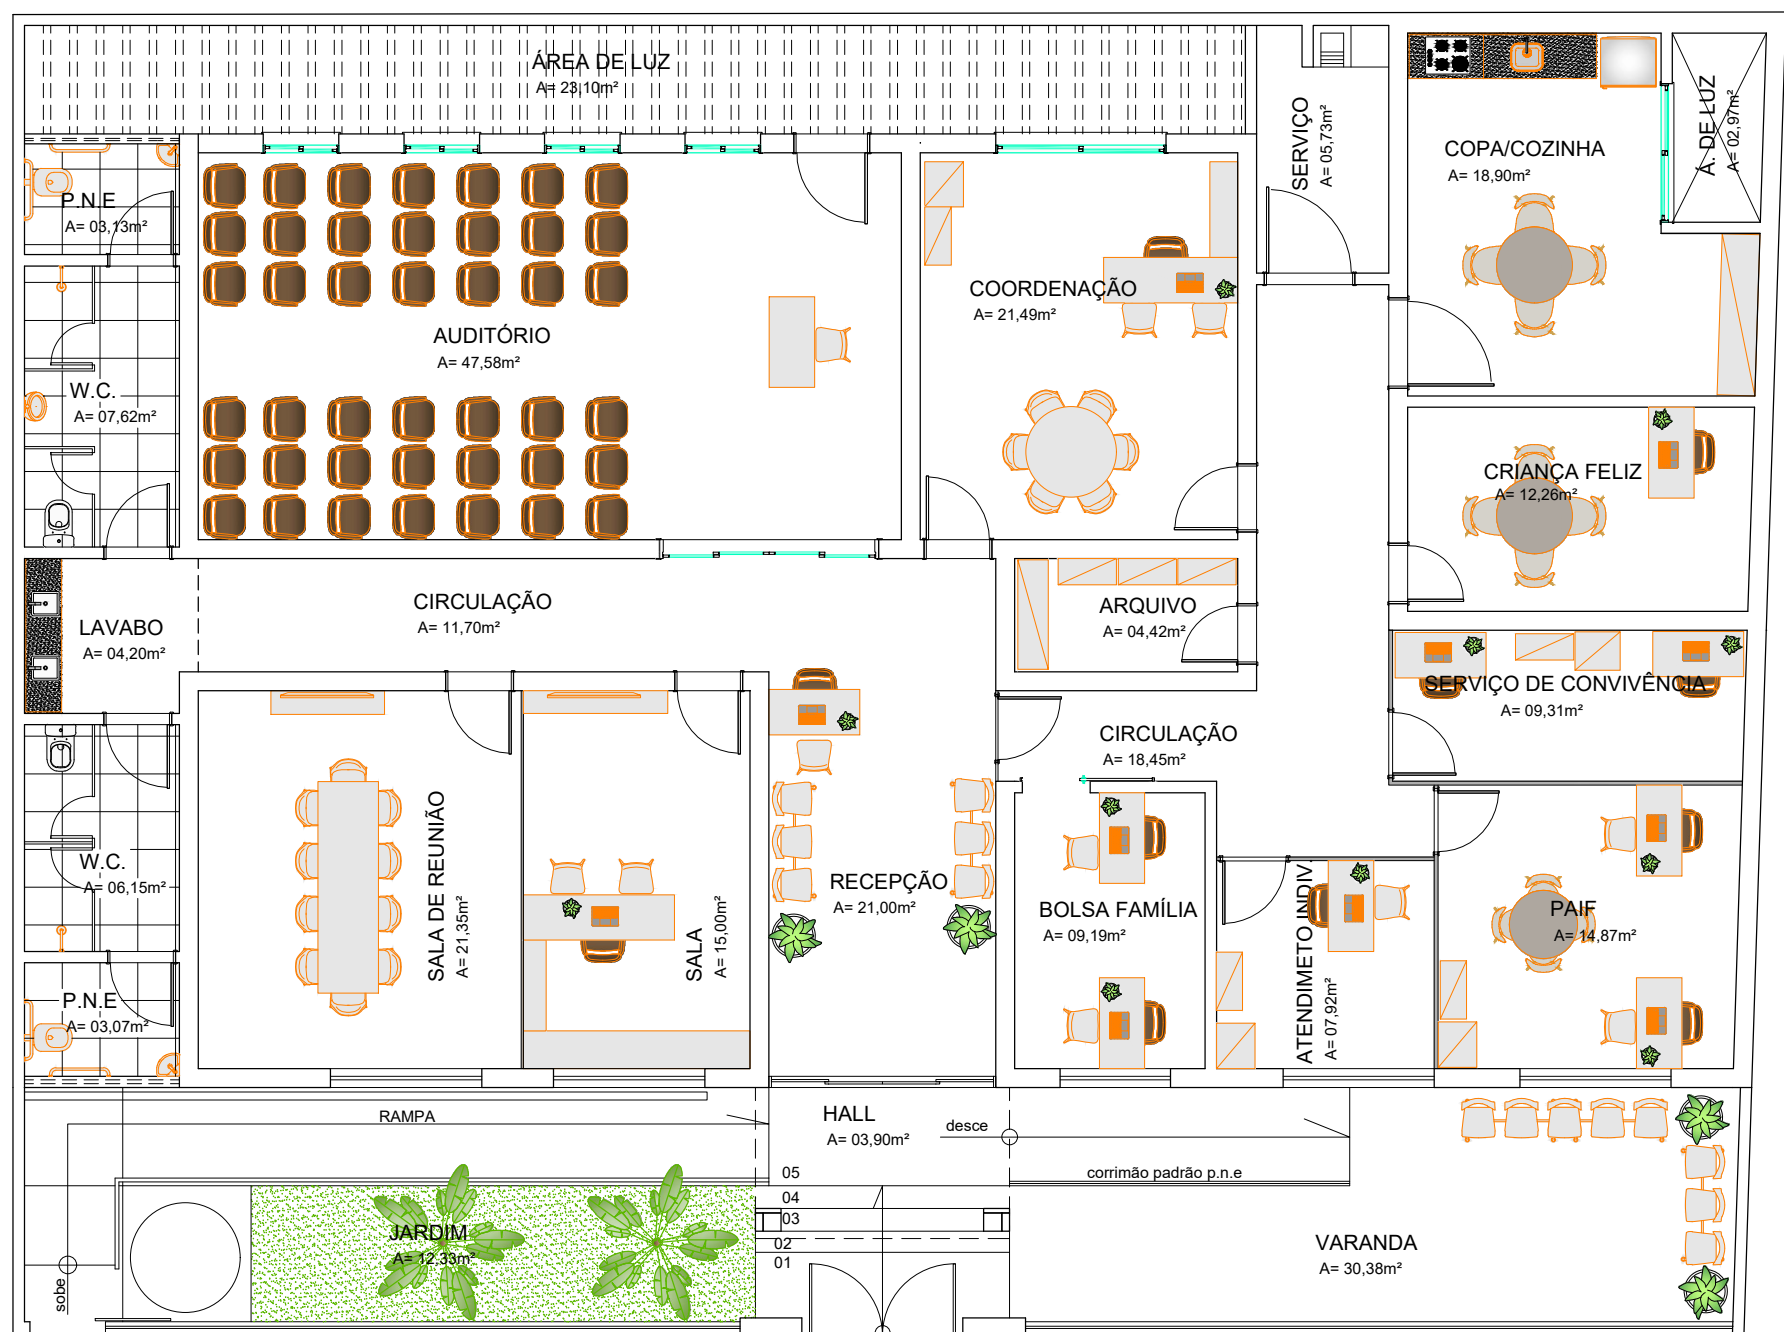 ÁREA DE LUZ
A= 23,10m²
SERVIÇO
A= 05,73m²
COPA/COZINHA
A= 18,90m²
Á. DE LUZ
A= 02,97m²
P.N.E
A= 03,13m²
AUDITÓRIO
A= 47,58m²
COORDENAÇÃO
A= 21,49m²
W.C.
A= 07,62m²
CRIANÇA FELIZ
A= 12,26m²
CIRCULAÇÃO
A= 11,70m²
ARQUIVO
A= 04,42m²
LAVABO
A= 04,20m²
SERVIÇO DE CONVIVÊNCIA
A= 09,31m²
CIRCULAÇÃO
A= 18,45m²
W.C.
A= 06,15m²
SALA DE REUNIÃO
A= 21,35m²
SALA
A= 15,00m²
RECEPÇÃO
A= 21,00m²
BOLSA FAMÍLIA
A= 09,19m²
ATENDIMETO INDIV.
A= 07,92m²
PAIF
A= 14,87m²
P.N.E
A= 03,07m²
RAMPA
HALL
A= 03,90m²
desce
corrimão padrão p.n.e
05
04
03
02
01
JARDIM
A= 12,33m²
VARANDA
A= 30,38m²
sobe